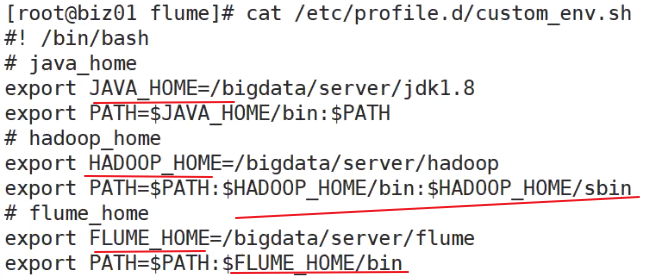 [root@biz01 flume]# cat /etc/profile.d/custom_env.sh
#! /bin/bash
# java_home
export JAVA_HOME=/bigdata/server/jdk1.8
export PATH=$JAVA_HOME/bin:$PATH
# hadoop_home
export HADOOP_HOME=/bigdata/server/hadoop
export PATH=$PATH:$HADOOP_HOME/bin:$HADOOP_HOME/sbin
# flume_home
export FLUME_HOME=/bigdata/server/flume
export PATH=$PATH:$FLUME_HOME/bin